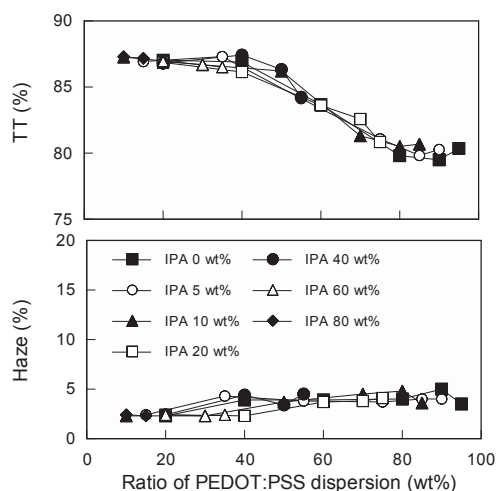 90
85
80
75
TT (%)
20
15
10
5
0
Haze (%)
IPA 0 wt%
IPA 5 wt%
IPA 10 wt%
IPA 20 wt%
IPA 40 wt%
IPA 60 wt%
IPA 80 wt%
0 20 40 60 80 100
Ratio of PEDOT:PSS dispersion (wt%)